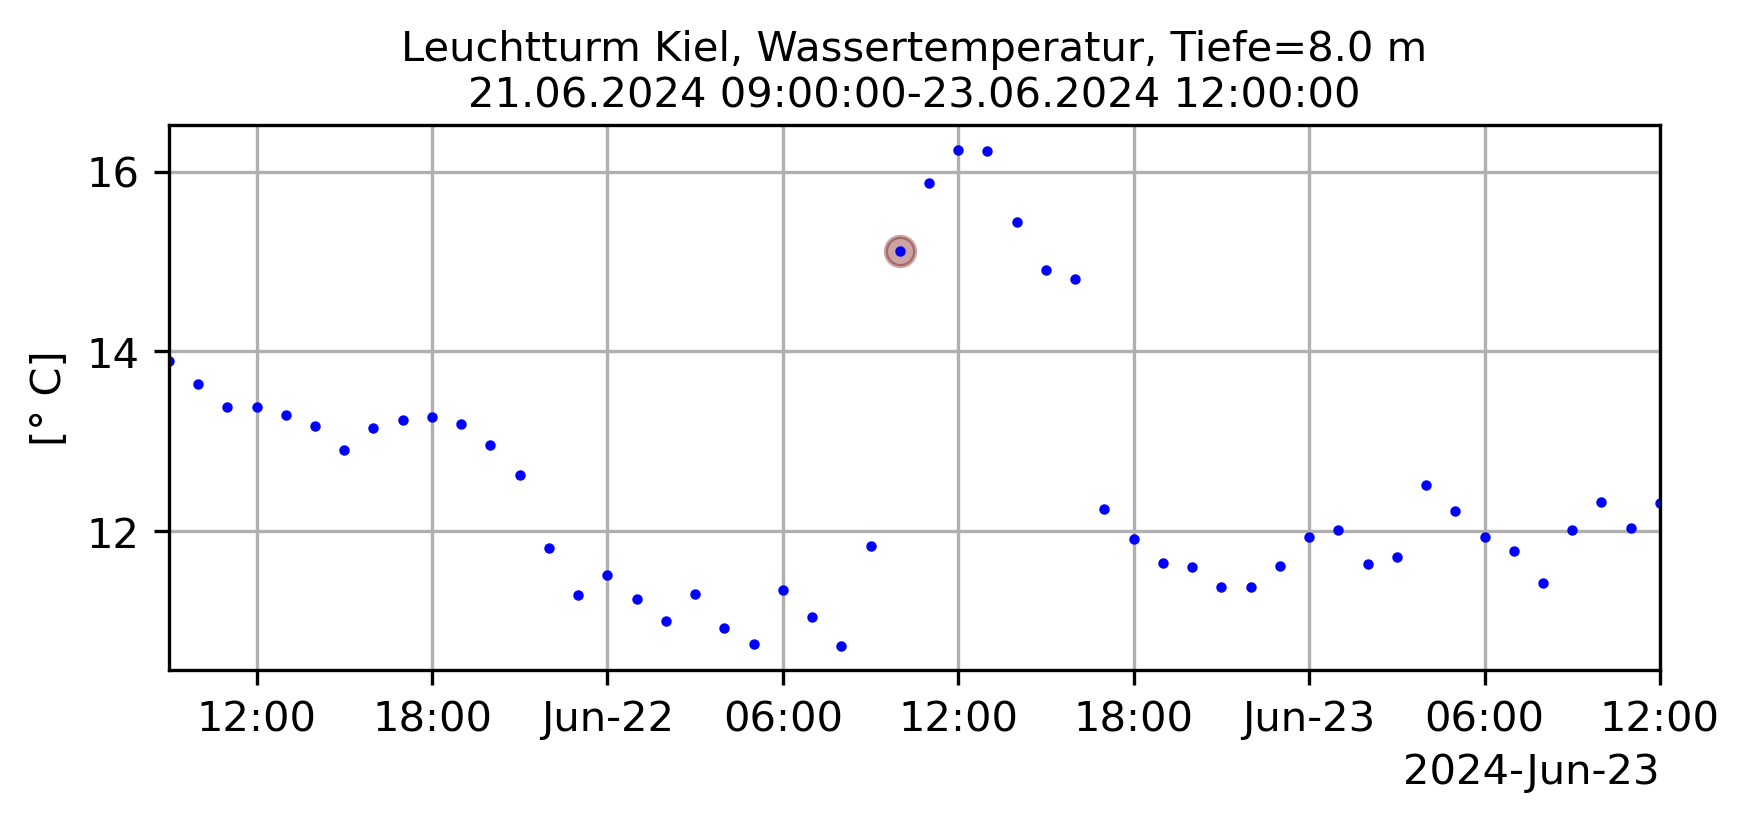 Leuchtturm Kiel, Wassertemperatur, Tiefe=8.0 m
21.06.2024 09:00:00-23.06.2024 12:00:00
16
14
12
[° C]
12:00 18:00 Jun-22 06:00 12:00 18:00 Jun-23 06:00 12:00
2024-Jun-23